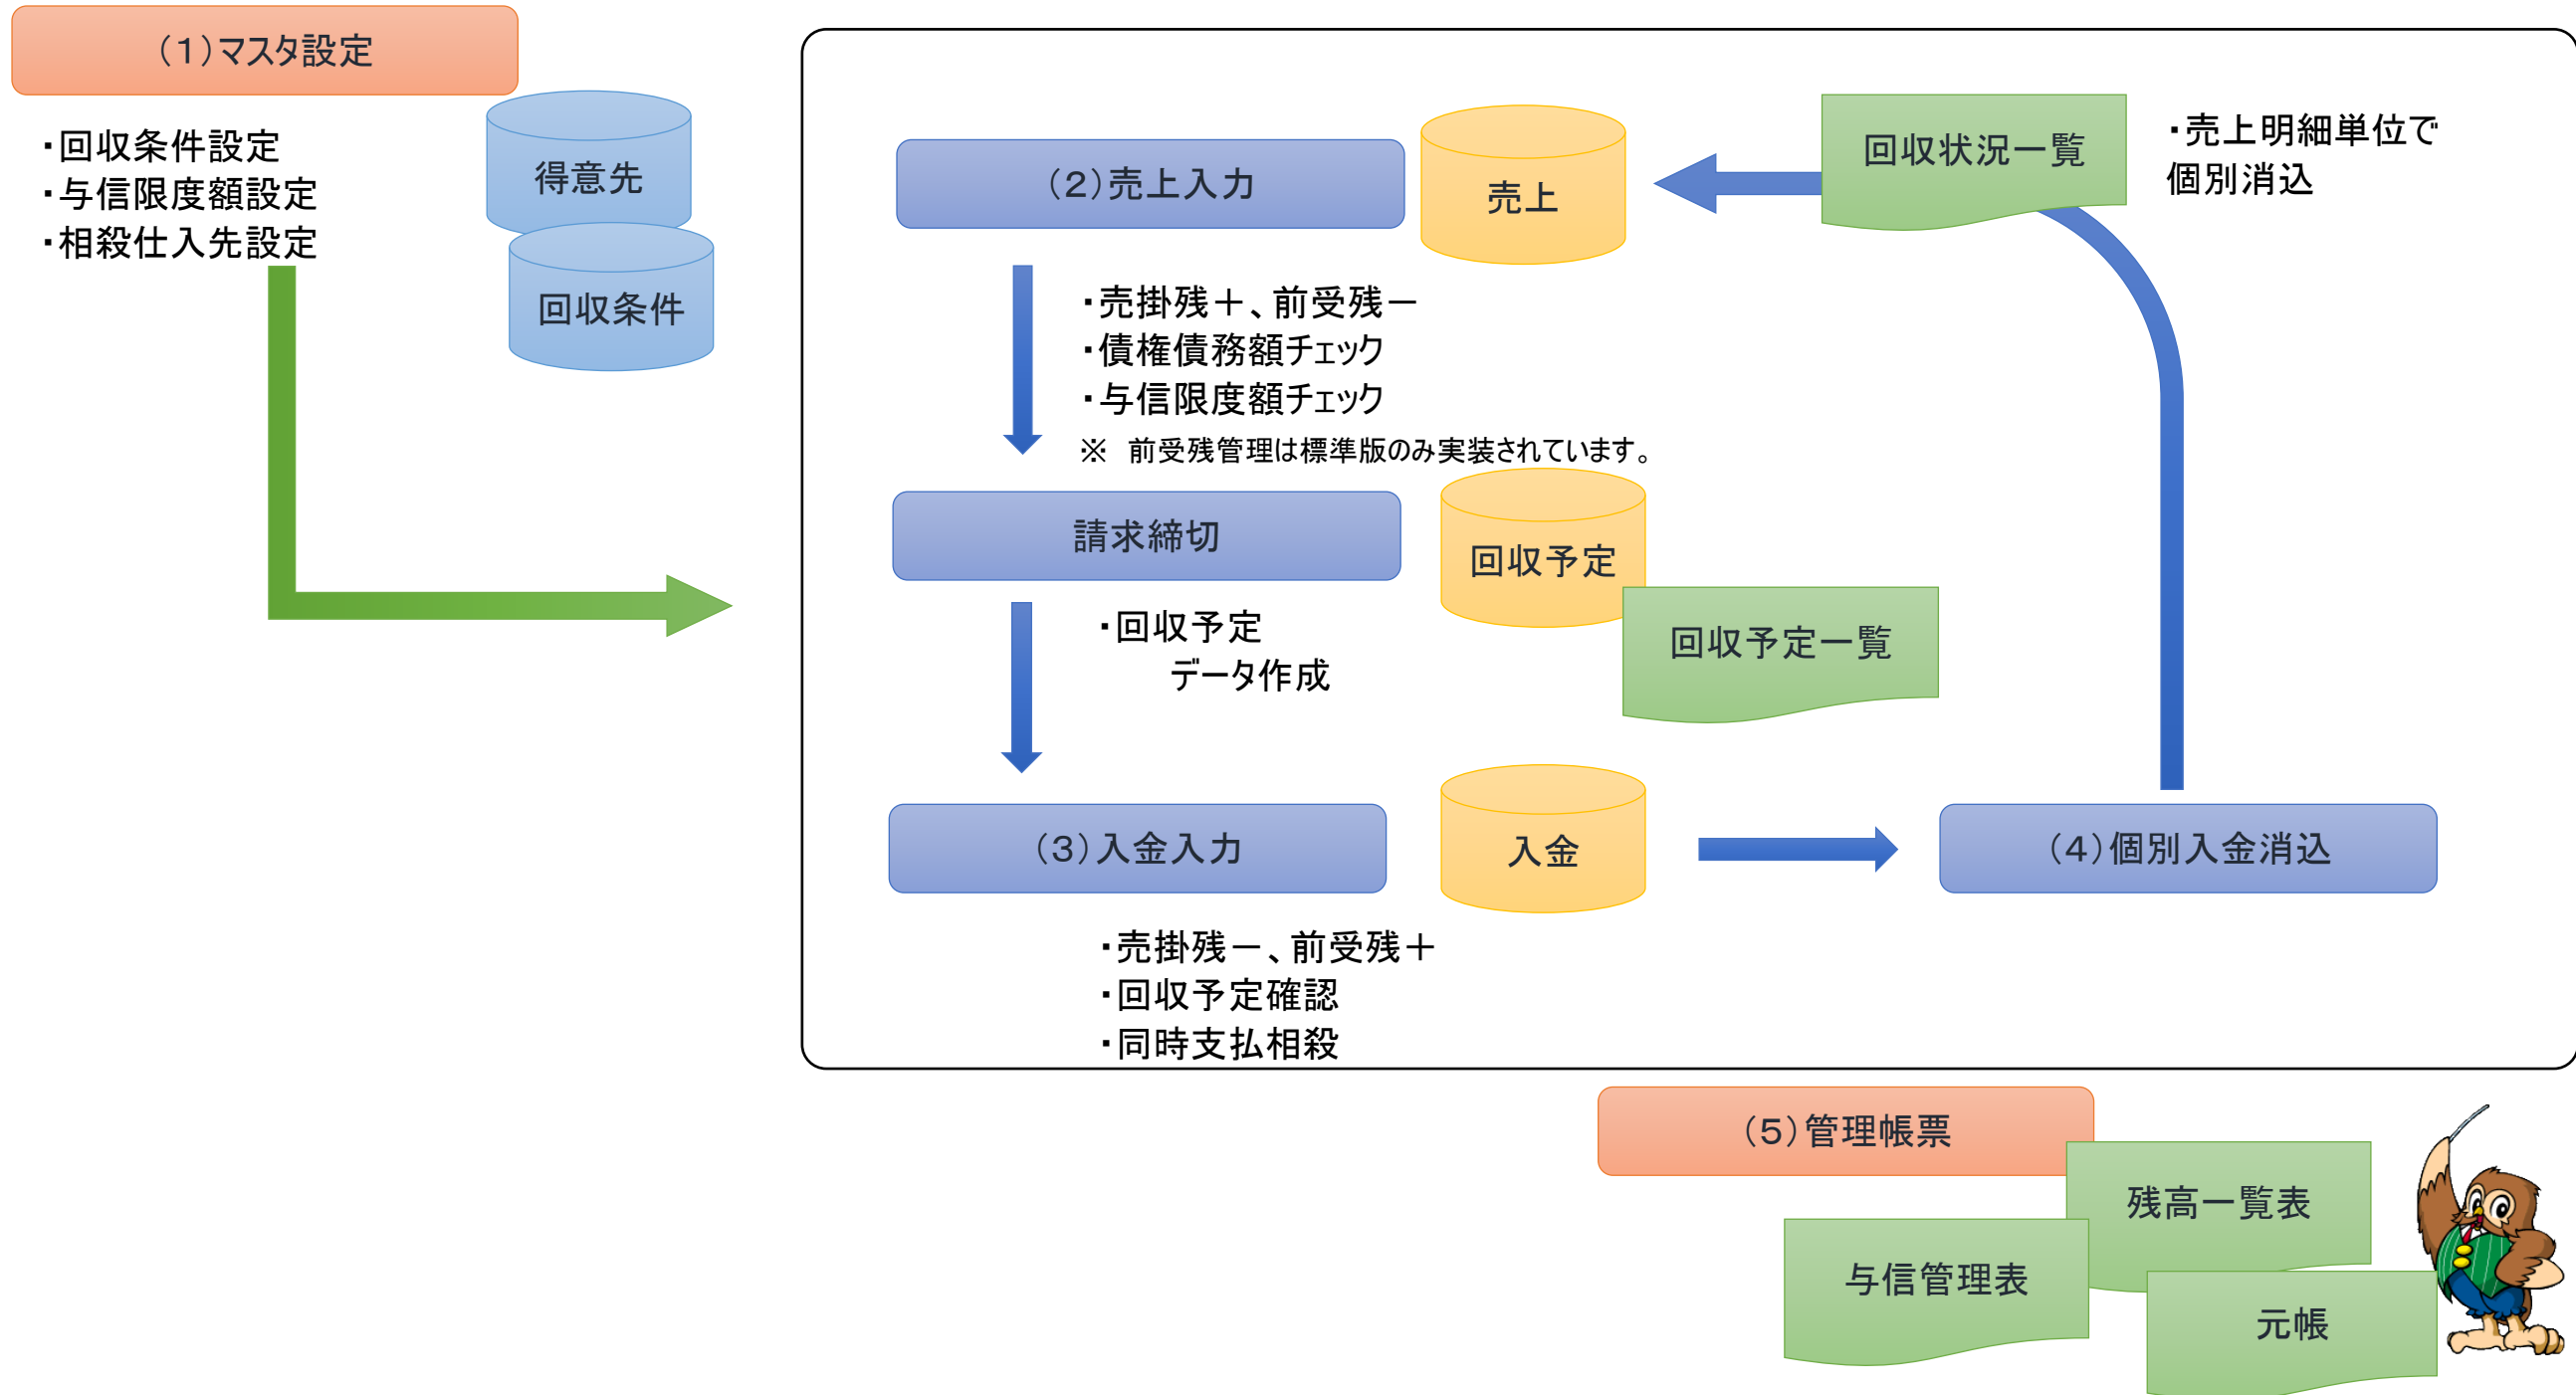 （１）マスタ設定
・回収条件設定
・与信限度額設定
・相殺仕入先設定
得意先
回収条件
（２）売上入力
売上
回収状況一覧
・売上明細単位で
個別消込
・売掛残＋、前受残－
・債権債務額チェック
・与信限度額チェック
※　前受残管理は標準版のみ実装されています。
請求締切
回収予定
回収予定一覧
・回収予定
データ作成
（３）入金入力
入金
（４）個別入金消込
・売掛残－、前受残＋
・回収予定確認
・同時支払相殺
（５）管理帳票
残高一覧表
与信管理表
元帳